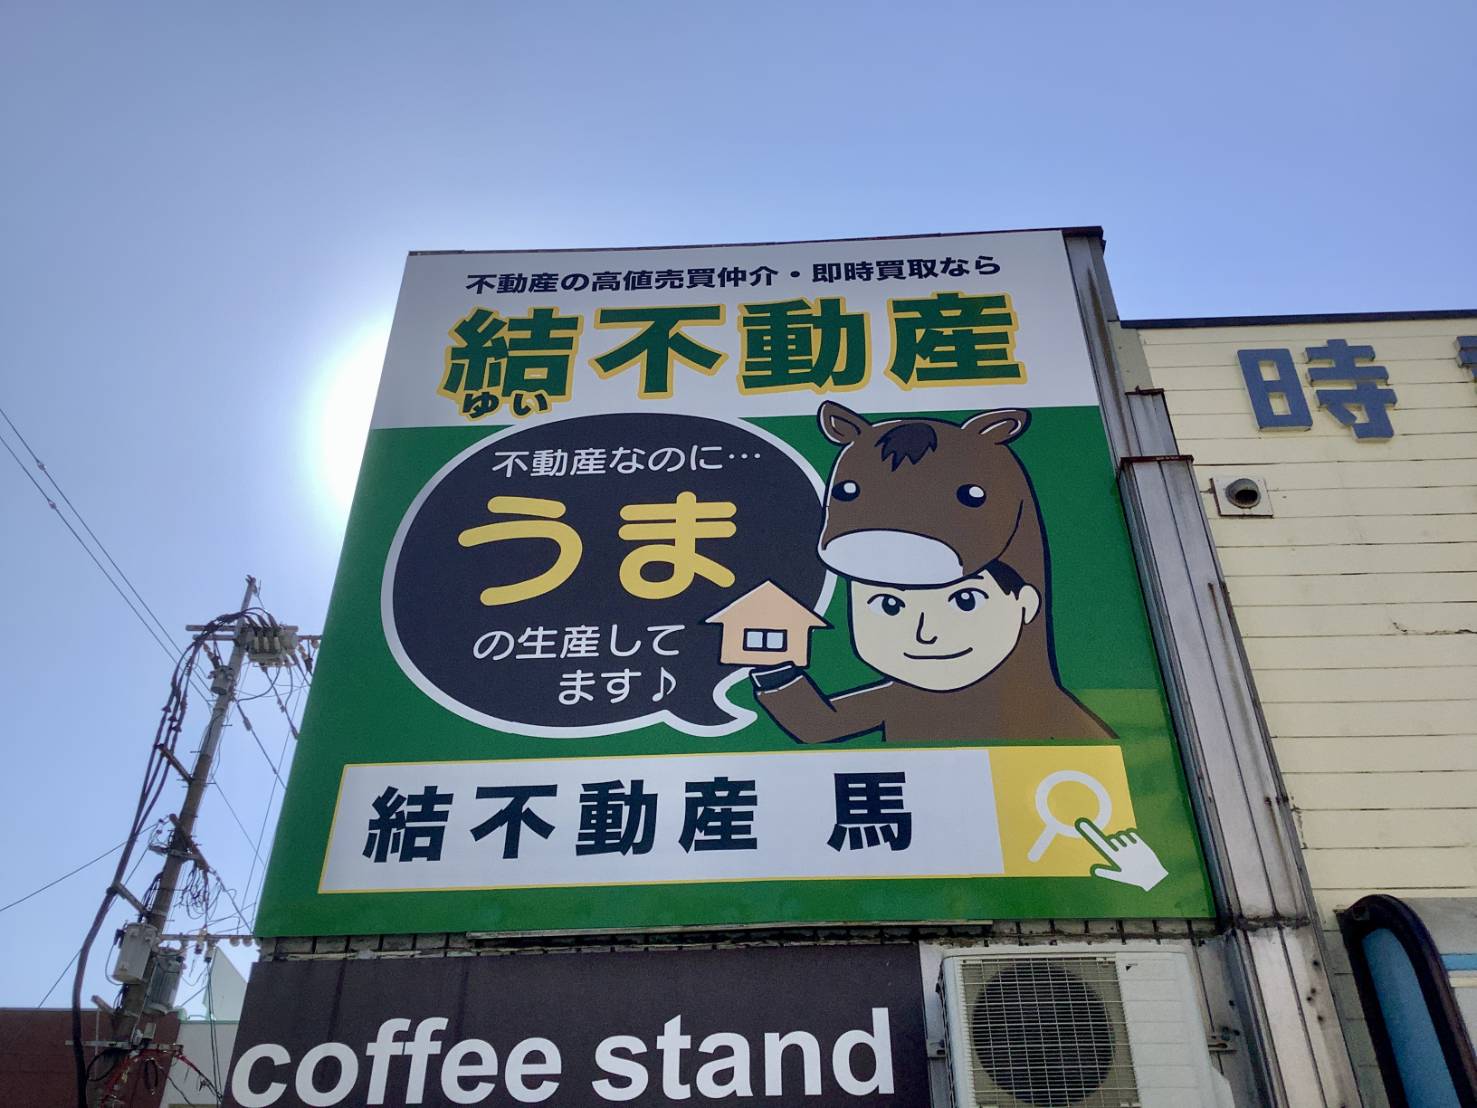 不動産の高値売買仲介・即時買取なら
結不動産
ゆい
不動産なのに…
うま
の生産して
ます♪
結不動産 馬
時
coffee stand